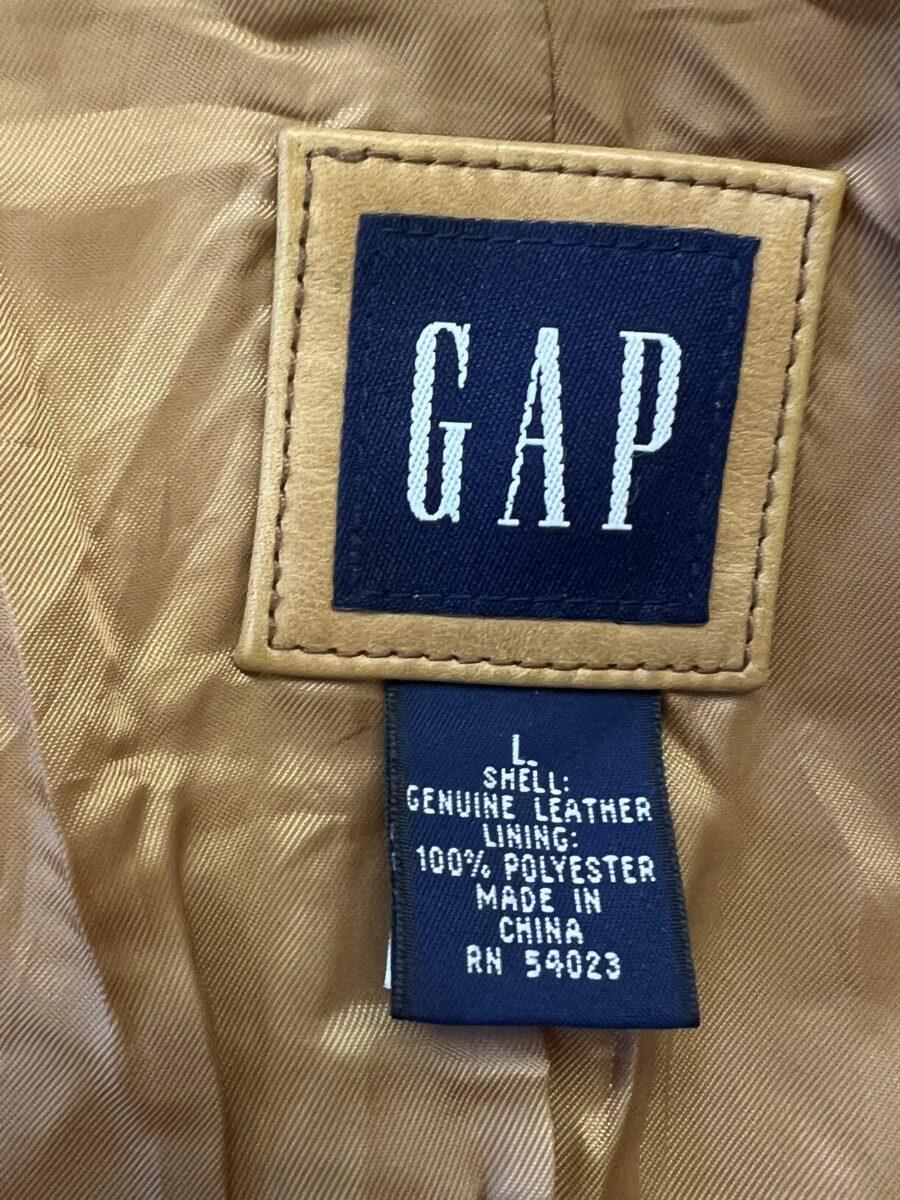 GAP
L.
SHELL:
GENUINE LEATHER
LINING:
100% POLYESTER
MADE IN
CHINA
RN 54023